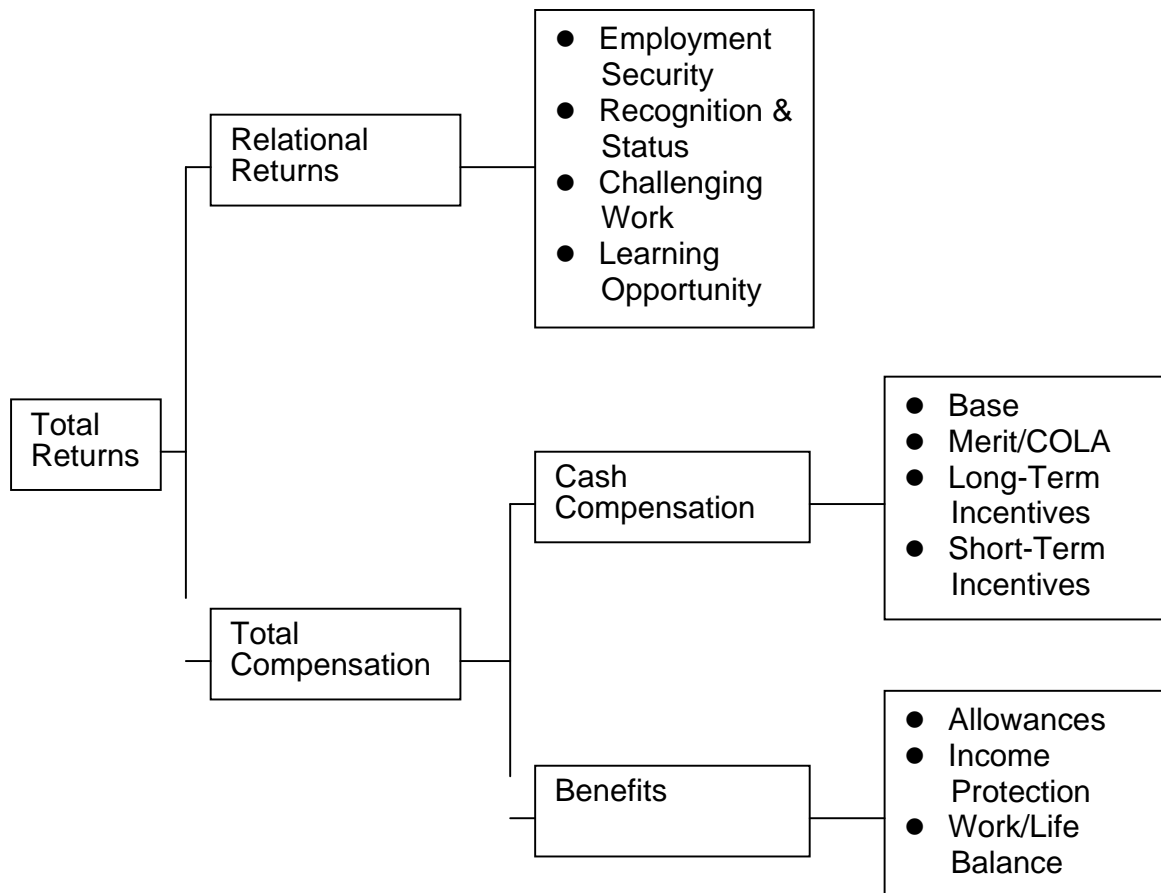 ● Employment
Security
● Recognition &
Status
● Challenging
Work
● Learning
Opportunity
Relational
Returns
Total
Returns
● Base
● Merit/COLA
● Long-Term
Incentives
● Short-Term
Incentives
Cash
Compensation
Total
Compensation
● Allowances
● Income
Protection
● Work/Life
Balance
Benefits